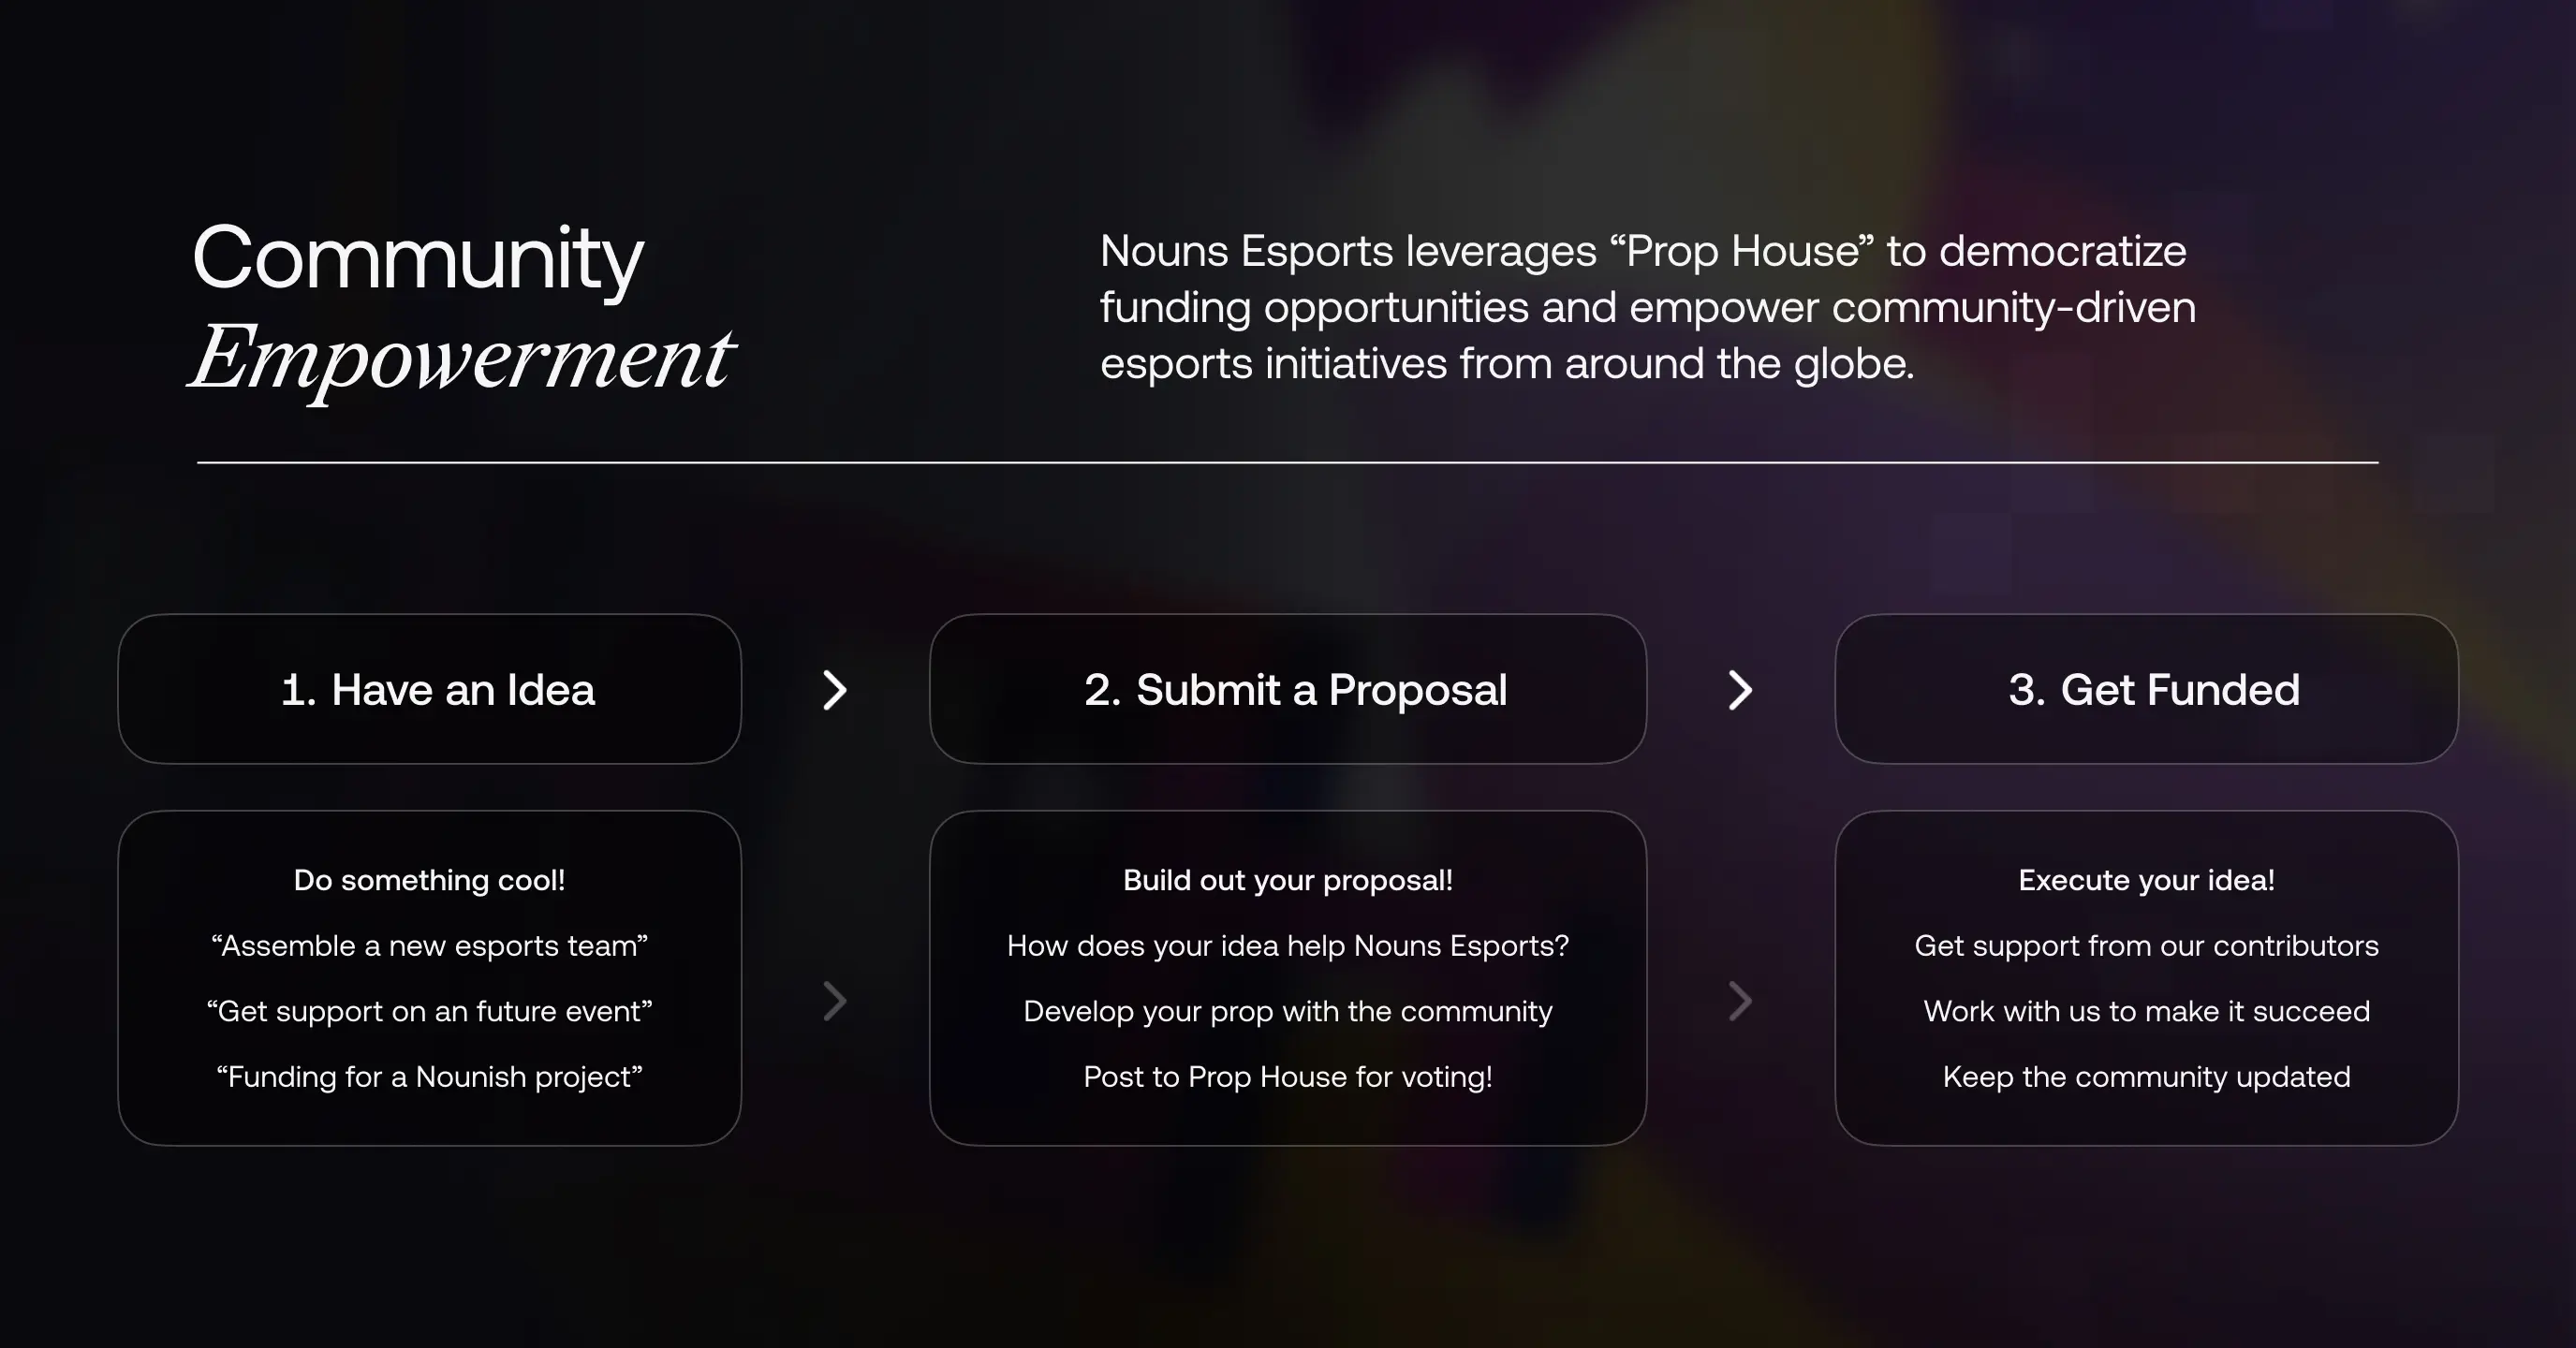 Community
Empowerment
Nouns Esports leverages “Prop House” to democratize
funding opportunities and empower community-driven
esports initiatives from around the globe.
1. Have an Idea
2. Submit a Proposal
3. Get Funded
Do something cool!
“Assemble a new esports team”
“Get support on an future event”
“Funding for a Nounish project”
Build out your proposal!
How does your idea help Nouns Esports?
Develop your prop with the community
Post to Prop House for voting!
Execute your idea!
Get support from our contributors
Work with us to make it succeed
Keep the community updated